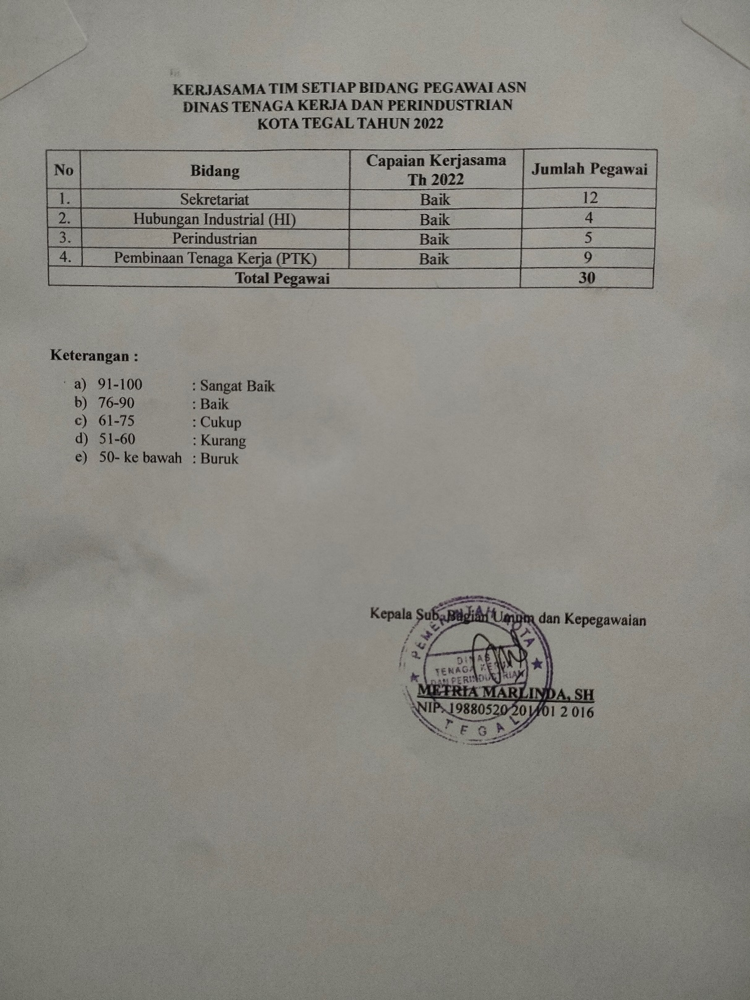 KERJASAMA TIM SETIAP BIDANG PEGAWAI ASN
DINAS TENAGA KERJA DAN PERINDUSTRIAN
KOTA TEGAL TAHUN 2022
No Bidang Capaian Kerjasama Th 2022 Jumlah Pegawai
1. Sekretariat Baik 12
2. Hubungan Industrial (HI) Baik 4
3. Perindustrian Baik 5
4. Pembinaan Tenaga Kerja (PTK) Baik 9
Total Pegawai 30
Keterangan :
a) 91-100 : Sangat Baik
b) 76-90 : Baik
c) 61-75 : Cukup
d) 51-60 : Kurang
e) 50- ke bawah : Buruk
Kepala Sub. Bagian Umum dan Kepegawaian
PEMERINTAH KOTA
DINAS
TENAGA KERJA
DAN PERINDUSTRIAN
METRIA MARLINDA, SH
NIP. 19880520 201101 2 016
TEGAL